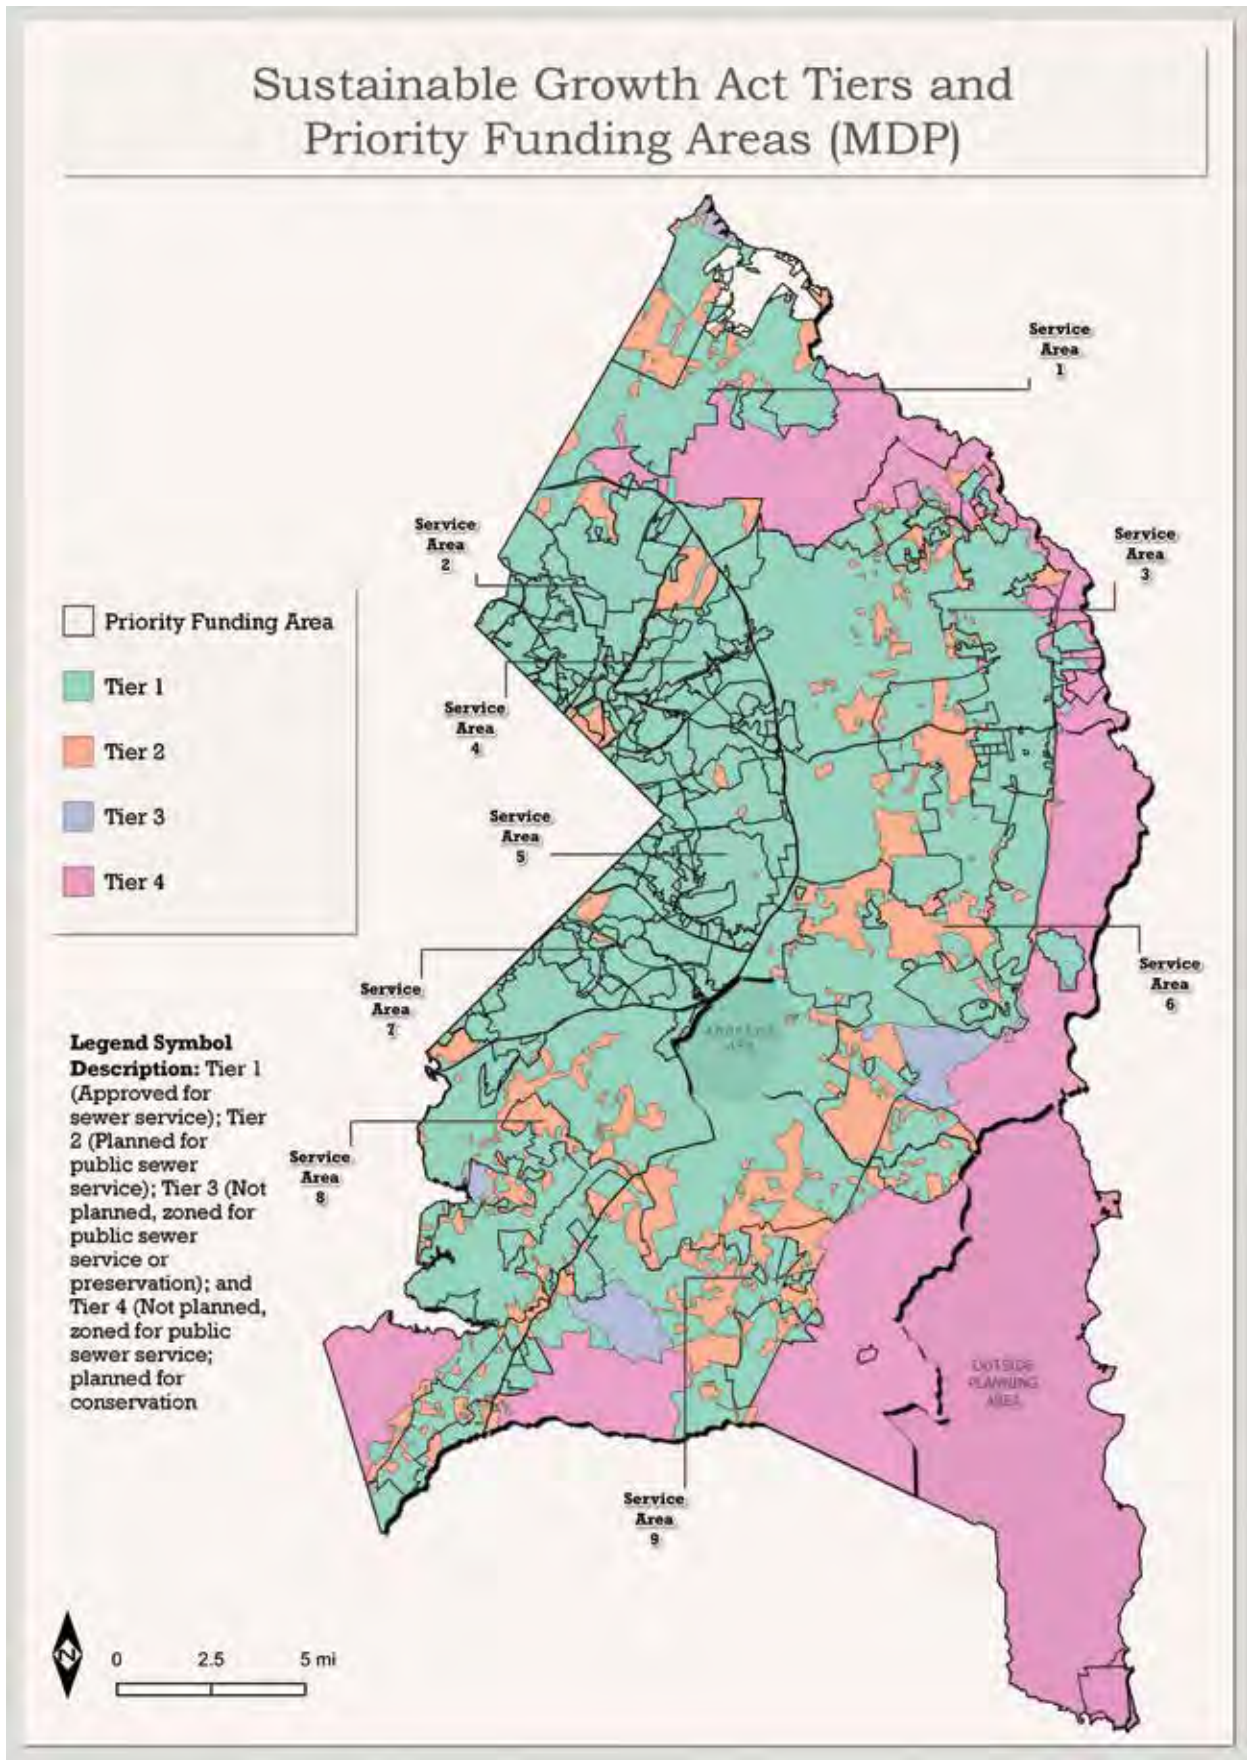 Sustainable Growth Act Tiers and
Priority Funding Areas (MDP)
Service
Area
1
Service
Area
2
Service
Area
3
Priority Funding Area
Tier 1
Tier 2
Tier 3
Tier 4
Service
Area
4
Service
Area
5
Service
Area
6
Service
Area
7
Legend Symbol
Description: Tier 1
(Approved for
sewer service); Tier
2 (Planned for
public sewer
service); Tier 3 (Not
planned, zoned for
public sewer
service or
preservation); and
Tier 4 (Not planned,
zoned for public
sewer service;
planned for
conservation
Service
Area
8
OUTSIDE
PLANNING
AREA
Service
Area
9
N
0 2.5 5 mi